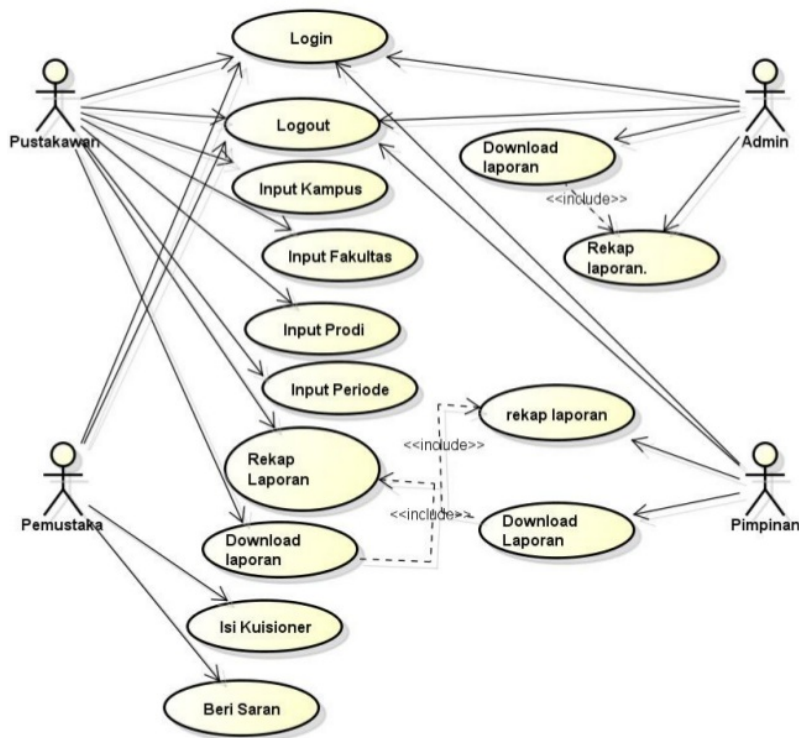 Login
Pustakawan
Logout
Admin
Download
laporan
Input Kampus
<<include>>
Rekap
laporan.
Input Fakultas
Input Prodi
Input Periode
rekap laporan
<<include>>
Rekap
Laporan
Pemustaka
<<include>>
Download
Laporan
Pimpinan
Download
laporan
Isi Kuisioner
Beri Saran